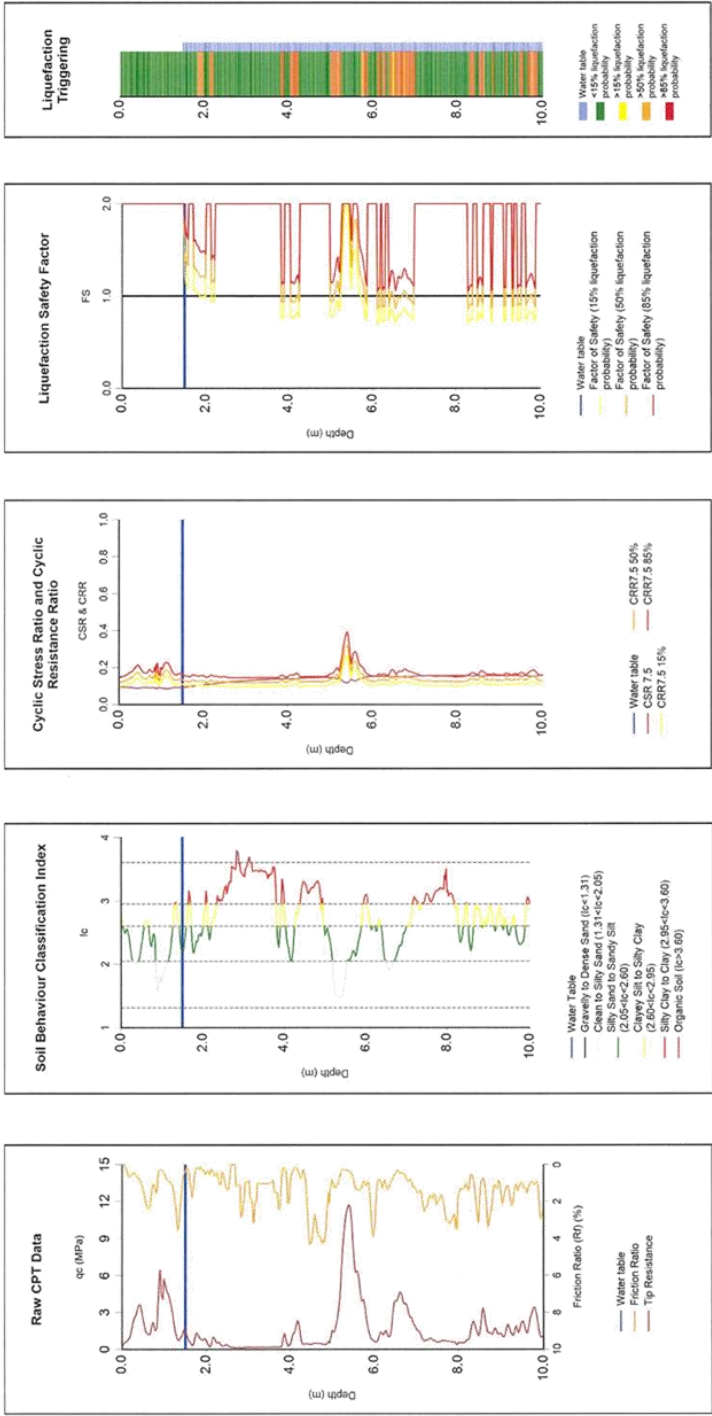 Raw CPT Data
qc (MPa)
0
3
6
9
12
15
0.0
2.0
4.0
6.0
8.0
10.0
Depth (m)
10
8
6
4
2
0
Friction Ratio (Rf) (%)
Water table
Friction Ratio
Tip Resistance
Soil Behaviour Classification Index
Ic
1
2
3
4
0.0
2.0
4.0
6.0
8.0
10.0
Depth (m)
Water Table
Gravelly to Dense Sand (Ic<1.31)
Clean to Silty Sand (1.31<Ic<2.05)
Silty Sand to Sandy Silt
(2.05<Ic<2.60)
Clayey Silt to Silty Clay
(2.60<Ic<2.95)
Silty Clay to Clay (2.95<Ic<3.60)
Organic Soil (Ic>3.60)
Cyclic Stress Ratio and Cyclic
Resistance Ratio
CSR & CRR
0.0
0.2
0.4
0.6
0.8
1.0
0.0
2.0
4.0
6.0
8.0
10.0
Depth (m)
Water table
CSR 7.5
CRR7.5 15%
CRR7.5 50%
CRR7.5 85%
Liquefaction Safety Factor
FS
0.0
1.0
2.0
0.0
2.0
4.0
6.0
8.0
10.0
Depth (m)
Water table
Factor of Safety (15% liquefaction
probability)
Factor of Safety (50% liquefaction
probability)
Factor of Safety (85% liquefaction
probability)
Liquefaction
Triggering
0.0
2.0
4.0
6.0
8.0
10.0
Water table
<15% liquefaction
probability
>15% liquefaction
probability
>50% liquefaction
probability
>85% liquefaction
probability